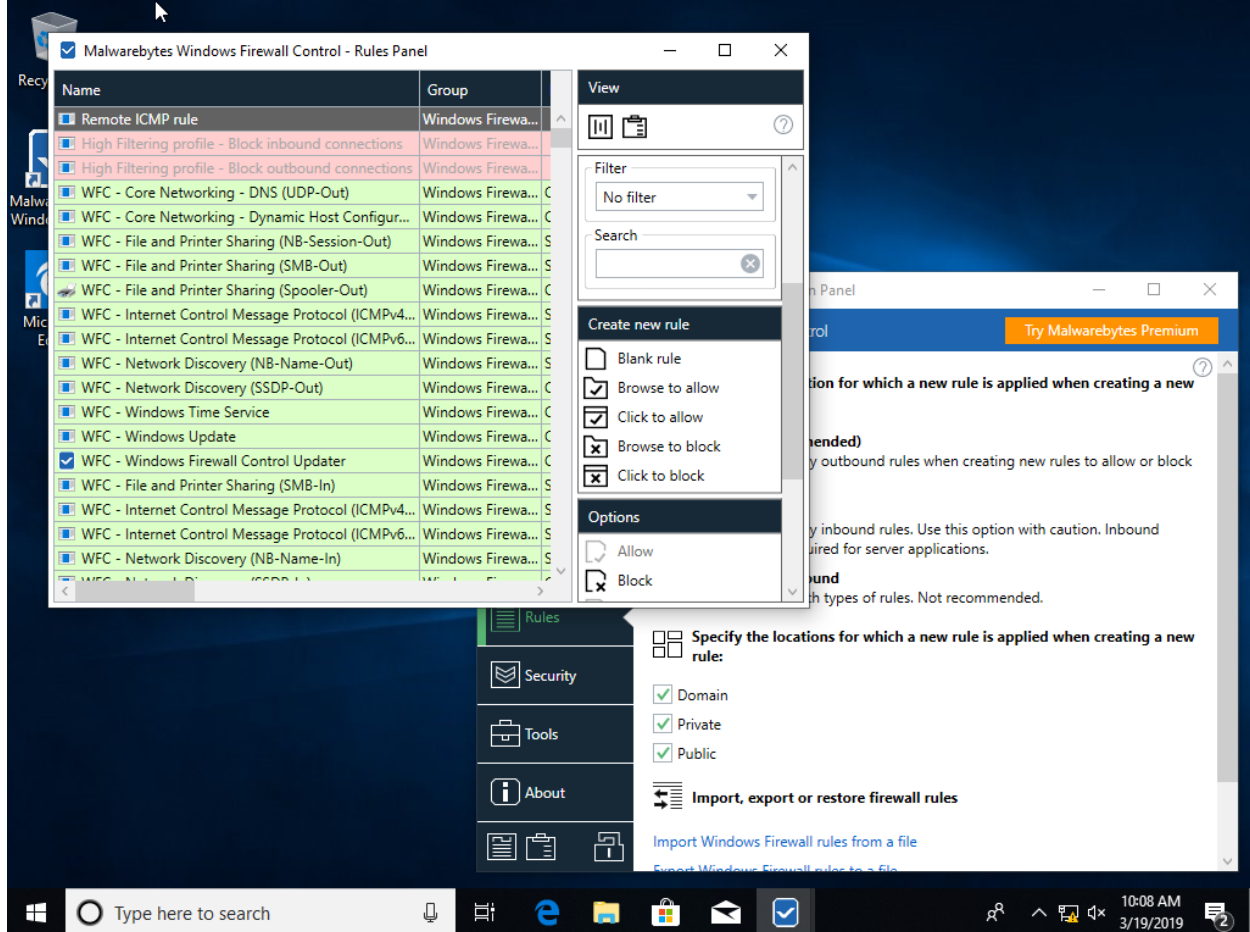 Malwarebytes Windows Firewall Control - Rules Panel
Name
Group
Remote ICMP rule
Windows Firewa...
High Filtering profile - Block inbound connections
Windows Firewa...
High Filtering profile - Block outbound connections
Windows Firewa...
WFC - Core Networking - DNS (UDP-Out)
Windows Firewa...
WFC - Core Networking - Dynamic Host Configur...
Windows Firewa...
WFC - File and Printer Sharing (NB-Session-Out)
Windows Firewa...
WFC - File and Printer Sharing (SMB-Out)
Windows Firewa...
WFC - File and Printer Sharing (Spooler-Out)
Windows Firewa...
WFC - Internet Control Message Protocol (ICMPv4...
Windows Firewa...
WFC - Internet Control Message Protocol (ICMPv6...
Windows Firewa...
WFC - Network Discovery (NB-Name-Out)
Windows Firewa...
WFC - Network Discovery (SSDP-Out)
Windows Firewa...
WFC - Windows Time Service
Windows Firewa...
WFC - Windows Update
Windows Firewa...
WFC - Windows Firewall Control Updater
Windows Firewa...
WFC - File and Printer Sharing (SMB-In)
Windows Firewa...
WFC - Internet Control Message Protocol (ICMPv4...
Windows Firewa...
WFC - Internet Control Message Protocol (ICMPv6...
Windows Firewa...
WFC - Network Discovery (NB-Name-In)
Windows Firewa...
View
Filter
No filter
Search
Create new rule
Blank rule
Browse to allow
Click to allow
Browse to block
Click to block
Options
Allow
Block
Recy
Malwa
Windo
Mic
E
n Panel
rol
Try Malwarebytes Premium
tion for which a new rule is applied when creating a new
nended)
y outbound rules when creating new rules to allow or block
y inbound rules. Use this option with caution. Inbound
uired for server applications.
und
th types of rules. Not recommended.
Rules
Security
Tools
About
Specify the locations for which a new rule is applied when creating a new
rule:
Domain
Private
Public
Import, export or restore firewall rules
Import Windows Firewall rules from a file
Export Windows Firewall rules to a file
Type here to search
10:08 AM
3/19/2019
2